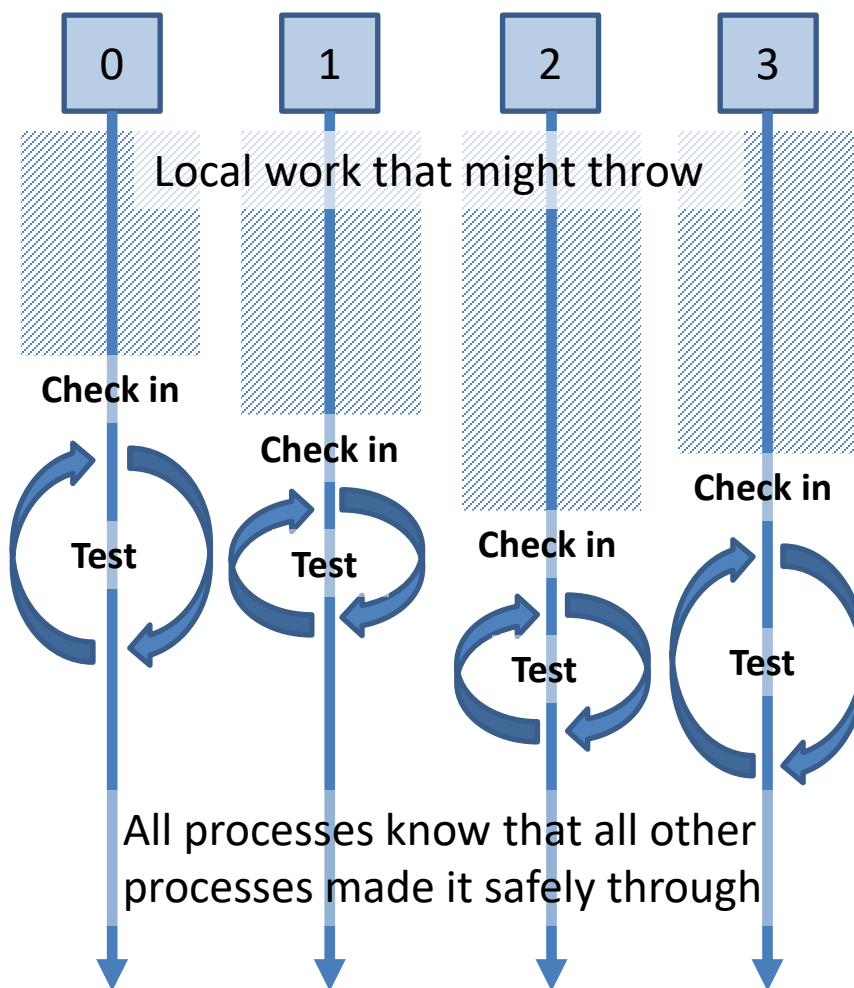 0 1 2 3
Local work that might throw
Check in
Check in
Check in
Check in
Test
Test
Test
Test
All processes know that all other
processes made it safely through